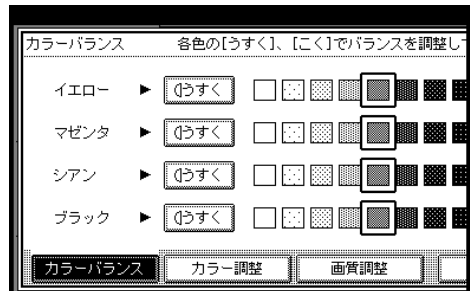 カラーバランス 各色の[うすく]、[こく]でバランスを調整し
イエロー ▶ うすく
マゼンタ ▶ うすく
シアン ▶ うすく
ブラック ▶ うすく
カラーバランス カラー調整 画質調整